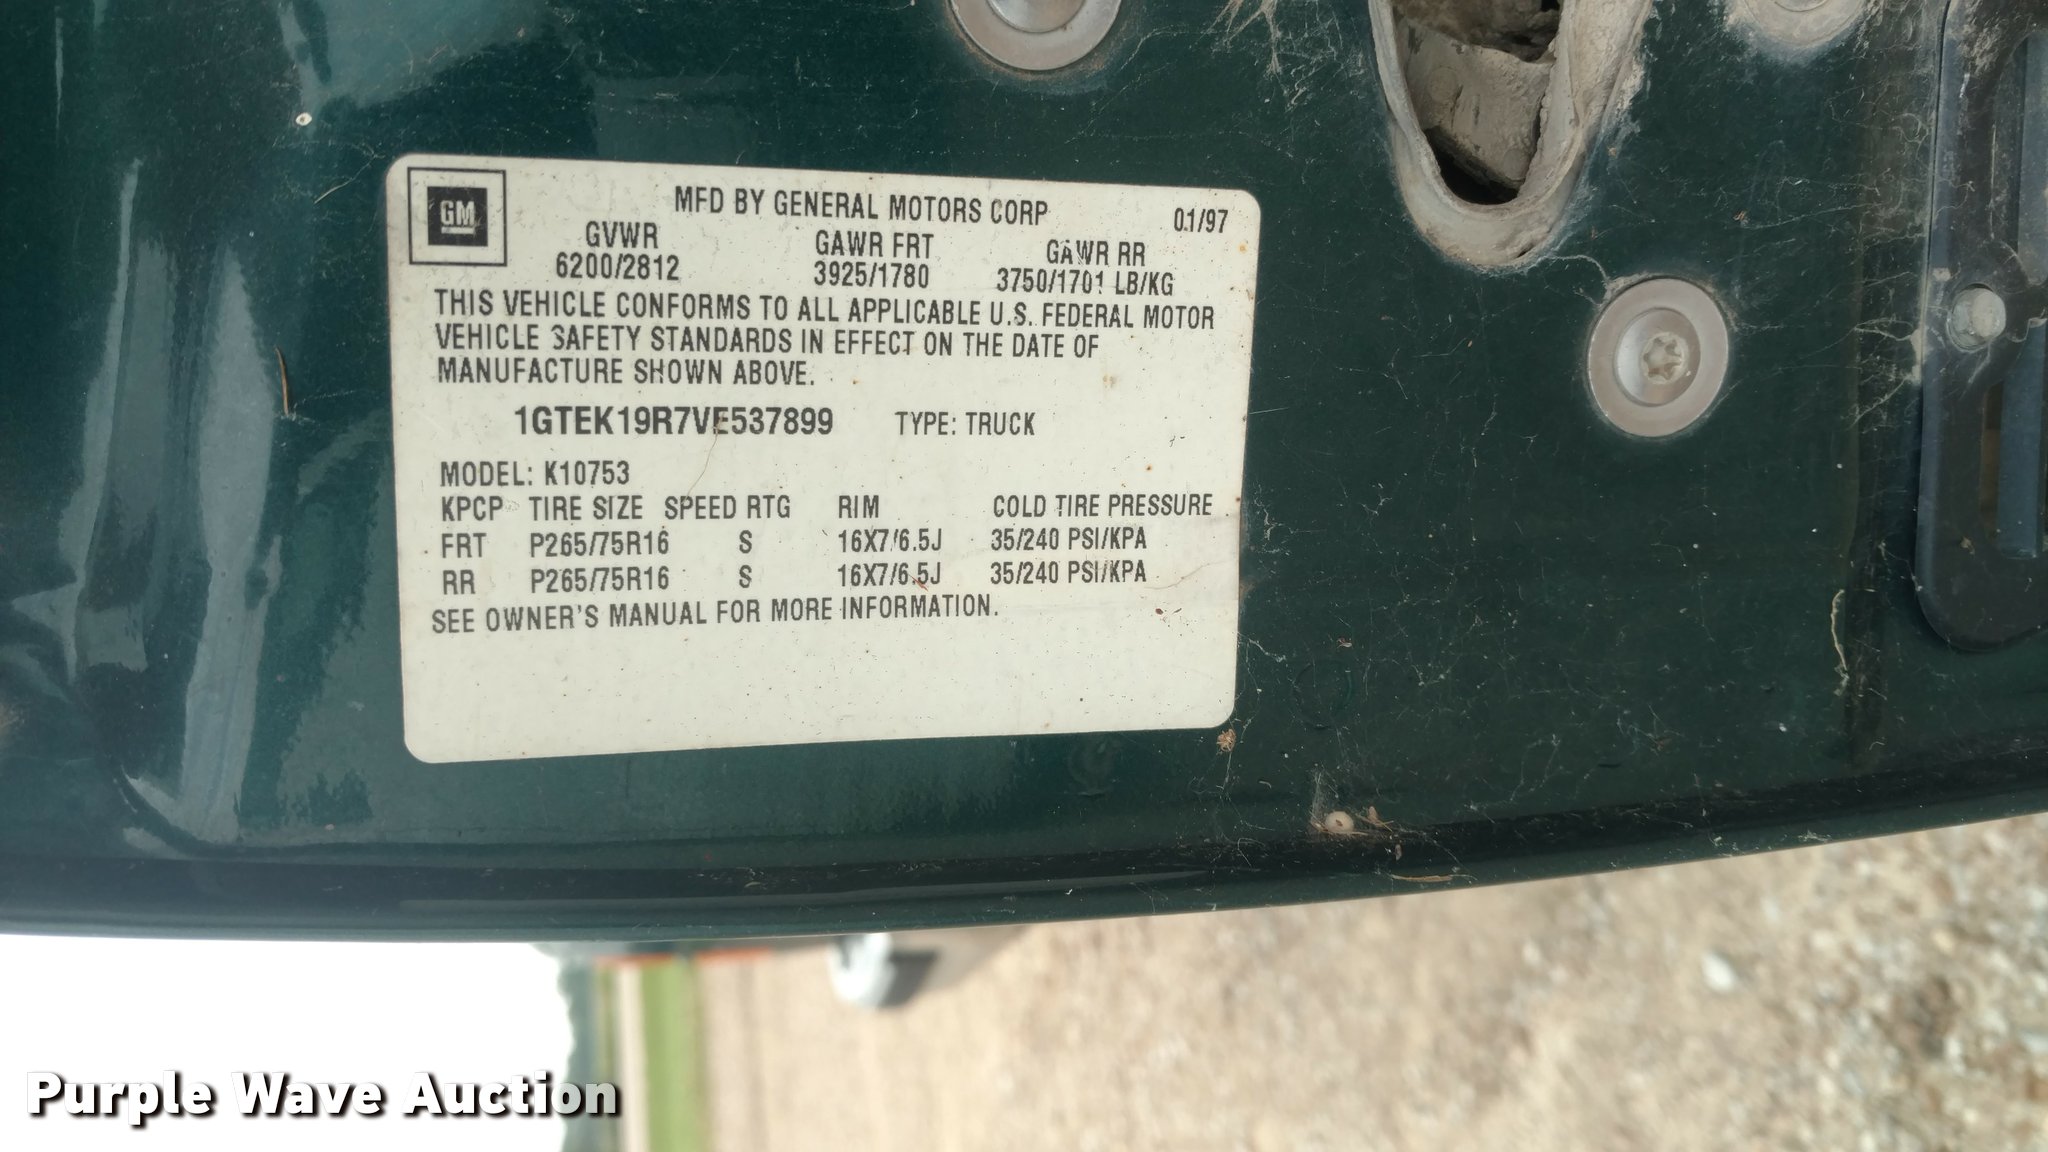 GM
MFD BY GENERAL MOTORS CORP 01/97
GVWR GAWR FRT GAWR RR
6200/2812 3925/1780 3750/1701 LB/KG
THIS VEHICLE CONFORMS TO ALL APPLICABLE U.S. FEDERAL MOTOR
VEHICLE SAFETY STANDARDS IN EFFECT ON THE DATE OF
MANUFACTURE SHOWN ABOVE.
1GTEK19R7VE537899 TYPE: TRUCK
MODEL: K10753
KPCP TIRE SIZE SPEED RTG RIM COLD TIRE PRESSURE
FRT P265/75R16 S 16X7/6.5J 35/240 PSI/KPA
RR P265/75R16 S 16X7/6.5J 35/240 PSI/KPA
SEE OWNER'S MANUAL FOR MORE INFORMATION.
Purple Wave Auction